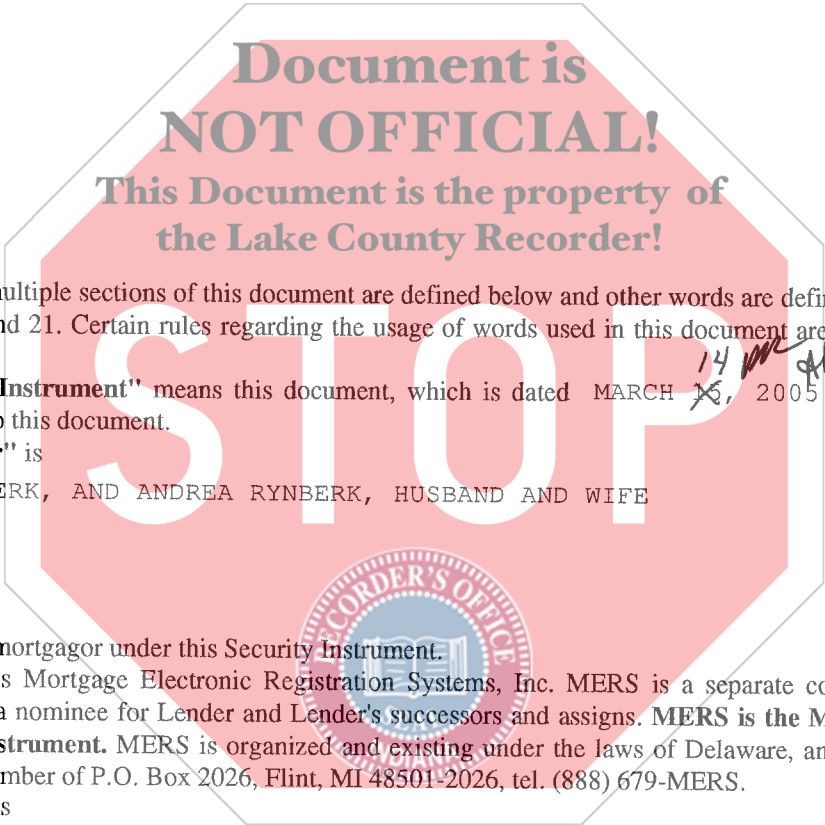 Document is
NOT OFFICIAL!
This Document is the property of
the Lake County Recorder!
ultiple sections of this document are defined below and other words are defi
nd 21. Certain rules regarding the usage of words used in this document are
14
Instrument" means this document, which is dated MARCH 15, 2005
this document.
" is
ERK, AND ANDREA RYNBERK, HUSBAND AND WIFE
STOP
RECORDER'S OFFICE
mortgagor under this Security Instrument.
s Mortgage Electronic Registration Systems, Inc. MERS is a separate co
a nominee for Lender and Lender's successors and assigns. MERS is the M
strument. MERS is organized and existing under the laws of Delaware, an
mber of P.O. Box 2026, Flint, MI 48501-2026, tel. (888) 679-MERS.
s
INDIANA